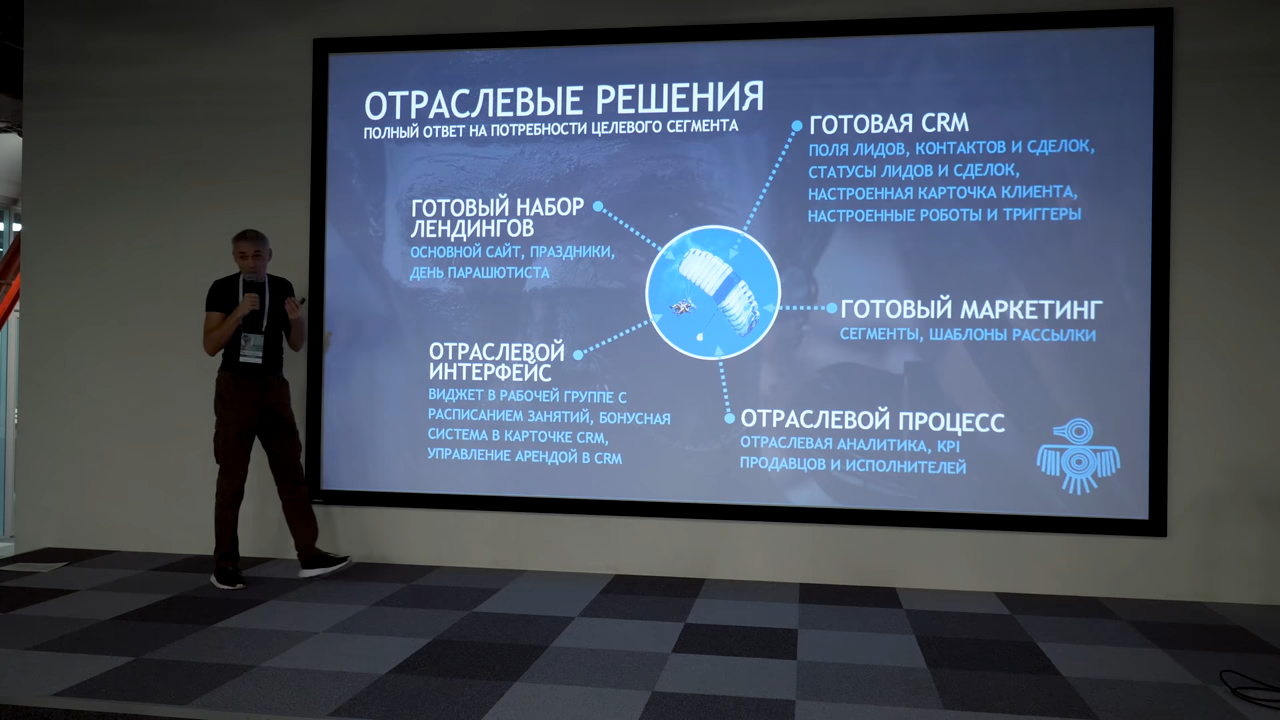 ОТРАСЛЕВЫЕ РЕШЕНИЯ
ПОЛНЫЙ ОТВЕТ НА ПОТРЕБНОСТИ ЦЕЛЕВОГО СЕГМЕНТА
ГОТОВАЯ CRM
ПОЛЯ ЛИДОВ, КОНТАКТОВ И СДЕЛОК,
СТАТУСЫ ЛИДОВ И СДЕЛОК,
НАСТРОЕННАЯ КАРТОЧКА КЛИЕНТА,
НАСТРОЕННЫЕ РОБОТЫ И ТРИГГЕРЫ
ГОТОВЫЙ НАБОР
ЛЕНДИНГОВ
ОСНОВНОЙ САЙТ, ПРАЗДНИКИ,
ДЕНЬ ПАРАШЮТИСТА
ГОТОВЫЙ МАРКЕТИНГ
СЕГМЕНТЫ, ШАБЛОНЫ РАССЫЛКИ
ОТРАСЛЕВОЙ
ИНТЕРФЕЙС
ВИДЖЕТ В РАБОЧЕЙ ГРУППЕ С
РАСПИСАНИЕМ ЗАНЯТИЙ, БОНУСНАЯ
СИСТЕМА В КАРТОЧКЕ CRM,
УПРАВЛЕНИЕ АРЕНДОЙ В CRM
ОТРАСЛЕВОЙ ПРОЦЕСС
ОТРАСЛЕВАЯ АНАЛИТИКА, KPI
ПРОДАВЦОВ И ИСПОЛНИТЕЛЕЙ